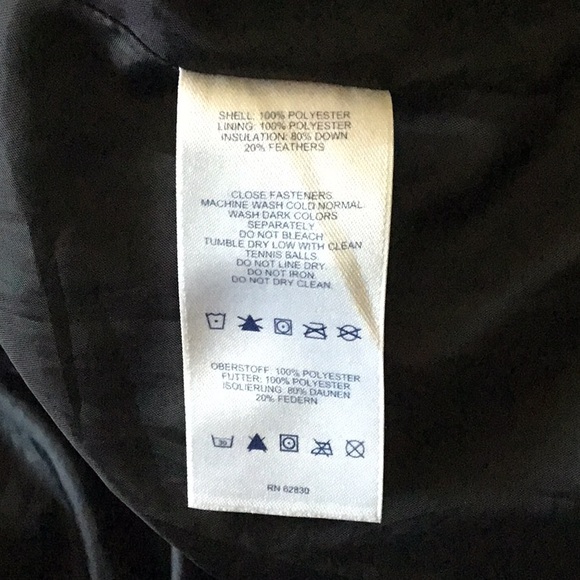 SHELL: 100% POLYESTER
LINING: 100% POLYESTER
INSULATION: 80% DOWN
20% FEATHERS
CLOSE FASTENERS
MACHINE WASH COLD NORMAL
WASH DARK COLORS
SEPARATELY
DO NOT BLEACH
TUMBLE DRY LOW WITH CLEAN
TENNIS BALLS
DO NOT LINE DRY.
DO NOT IRON.
DO NOT DRY CLEAN.
OBERSTOFF: 100% POLYESTER
FUTTER: 100% POLYESTER
ISOLIERUNG: 80% DAUNEN
20% FEDERN
30
RN 62830